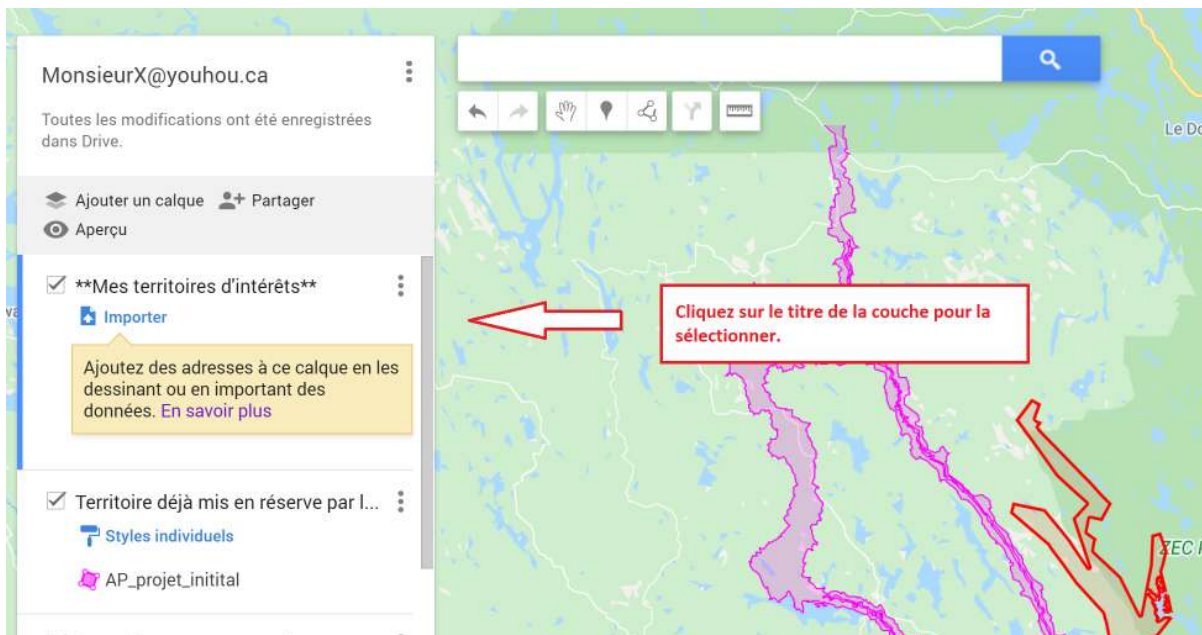 MonsieurX@youhou.ca
Toutes les modifications ont été enregistrées
dans Drive.
Ajouter un calque Partager
Aperçu
**Mes territoires d'intérêts**
Importer
Ajoutez des adresses à ce calque en les
dessinant ou en important des
données. En savoir plus
Territoire déjà mis en réserve par l...
Styles individuels
AP_projet_initital
Cliquez sur le titre de la couche pour la
sélectionner.
Le Do
ZEC